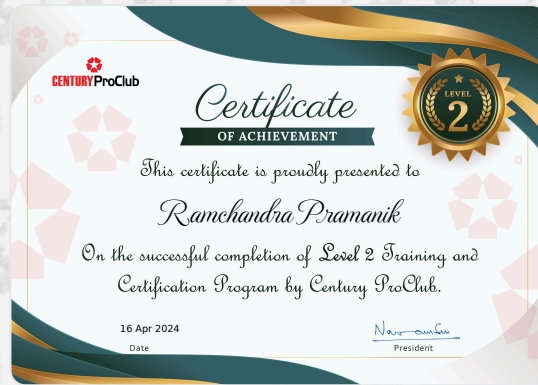 CENTURY ProClub
LEVEL
2
Certificate
OF ACHIEVEMENT
This certificate is proudly presented to
Ramchandra Pramanik
On the successful completion of Level 2 Training and
Certification Program by Century ProClub.
16 Apr 2024
Date
President